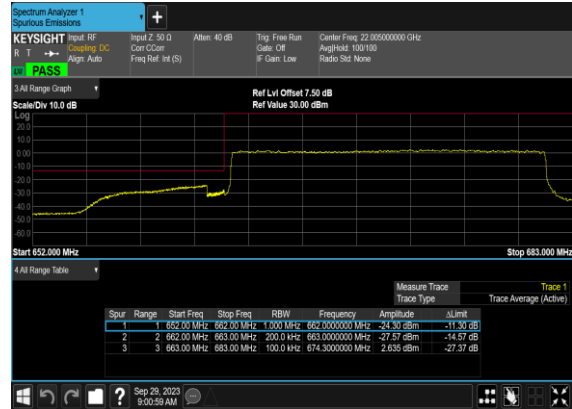 Spectrum Analyzer 1
Spurious Emissions
KEYSIGHT Input: RF Input Z: 50 Ω Atten: 40 dB Trig: Free Run Center Freq: 22.005000000 GHz
R T Coupling: DC Corr CCorr Gate: Off Avg|Hold: 100/100
Align: Auto Freq Ref: Int (S) IF Gain: Low Radio Std: None
PASS
3 All Range Graph
Ref Lvl Offset 7.50 dB
Scale/Div 10.0 dB Ref Value 30.00 dBm
Log
20.0
10.0
0.00
-10.0
-20.0
-30.0
-40.0
-50.0
-60.0
Start 652.000 MHz Stop 683.000 MHz
4 All Range Table
Measure Trace Trace 1
Trace Type Trace Average (Active)
Spur Range Start Freq Stop Freq RBW Frequency Amplitude ΔLimit
1 1 652.00 MHz 662.00 MHz 1.000 MHz 662.0000000 MHz -24.30 dBm -11.30 dB
2 2 662.00 MHz 663.00 MHz 200.0 kHz 663.0000000 MHz -27.57 dBm -14.57 dB
3 3 663.00 MHz 683.00 MHz 100.0 kHz 674.3000000 MHz 2.635 dBm -27.37 dB
?
Sep 29, 2023
9:00:59 AM